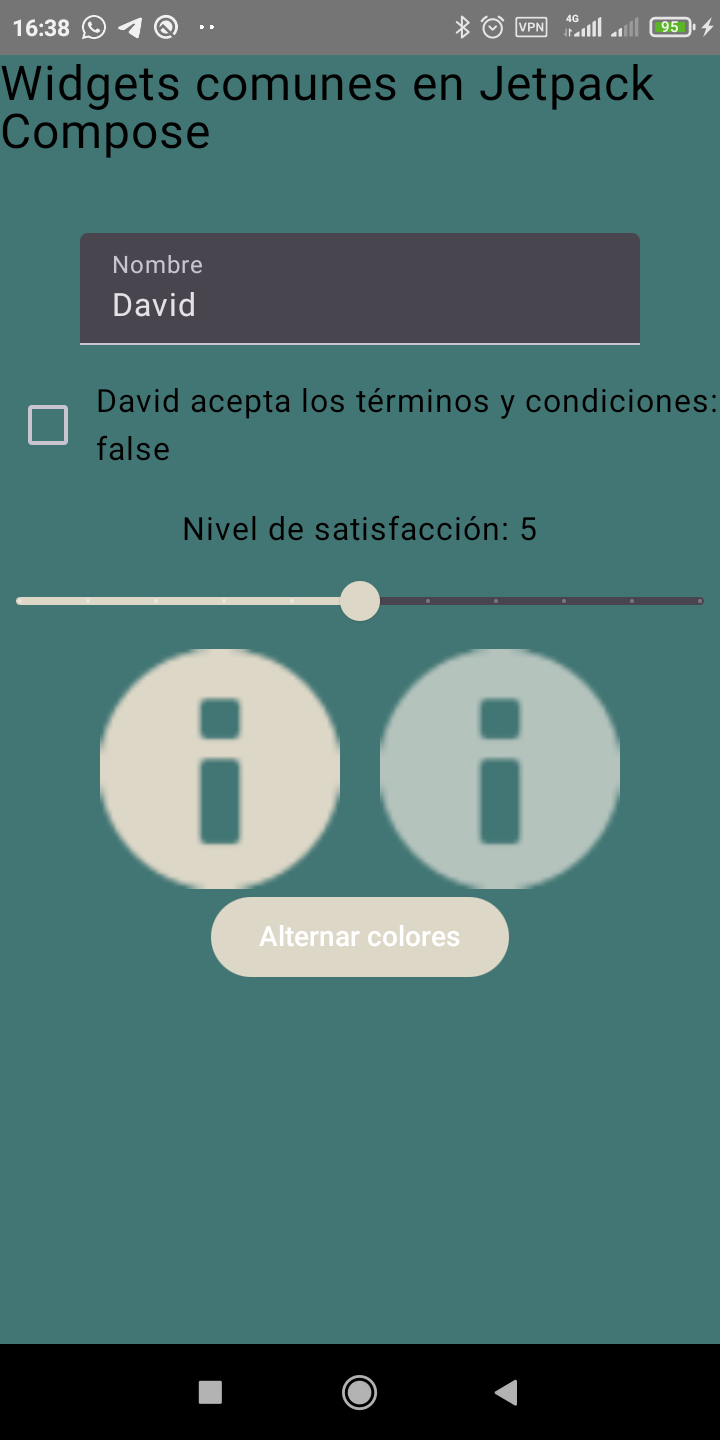 16:38
VPN
4G
95
Widgets comunes en Jetpack
Compose
Nombre
David
David acepta los términos y condiciones:
false
Nivel de satisfacción: 5
Alternar colores